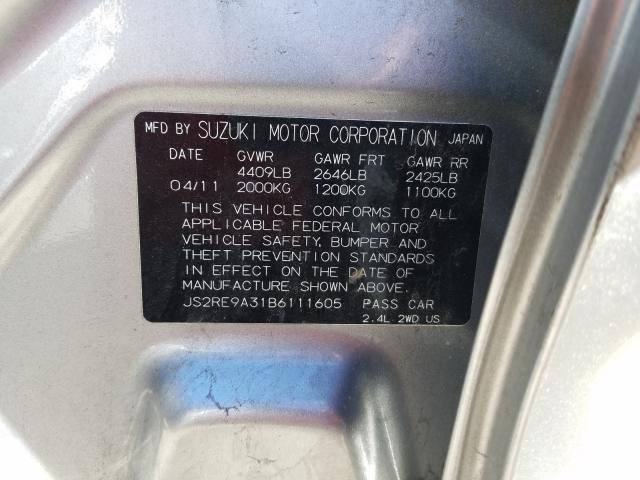 MFD BY SUZUKI MOTOR CORPORATION JAPAN
DATE GVWR GAWR FRT GAWR RR
4409LB 2646LB 2425LB
04/11 2000KG 1200KG 1100KG
THIS VEHICLE CONFORMS TO ALL
APPLICABLE FEDERAL MOTOR
VEHICLE SAFETY, BUMPER AND
THEFT PREVENTION STANDARDS
IN EFFECT ON THE DATE OF
MANUFACTURE SHOWN ABOVE.
JS2RE9A31B6111605 PASS CAR
2.4L 2WD US